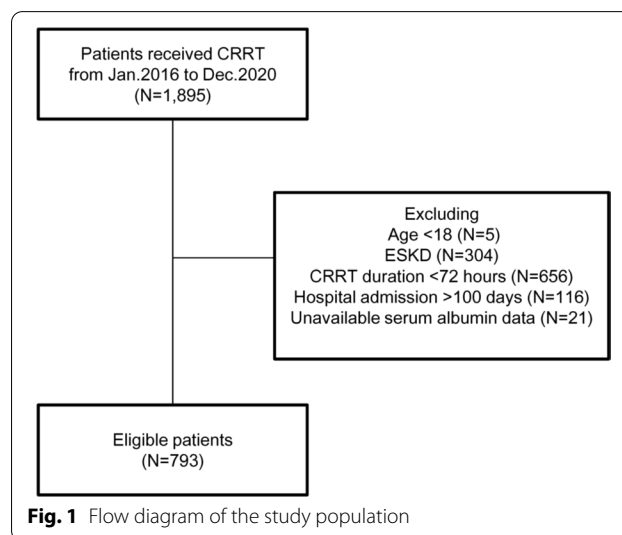 Patients received CRRT
from Jan.2016 to Dec.2020
(N=1,895)
Excluding
Age <18 (N=5)
ESKD (N=304)
CRRT duration <72 hours (N=656)
Hospital admission >100 days (N=116)
Unavailable serum albumin data (N=21)
Eligible patients
(N=793)
Fig. 1 Flow diagram of the study population